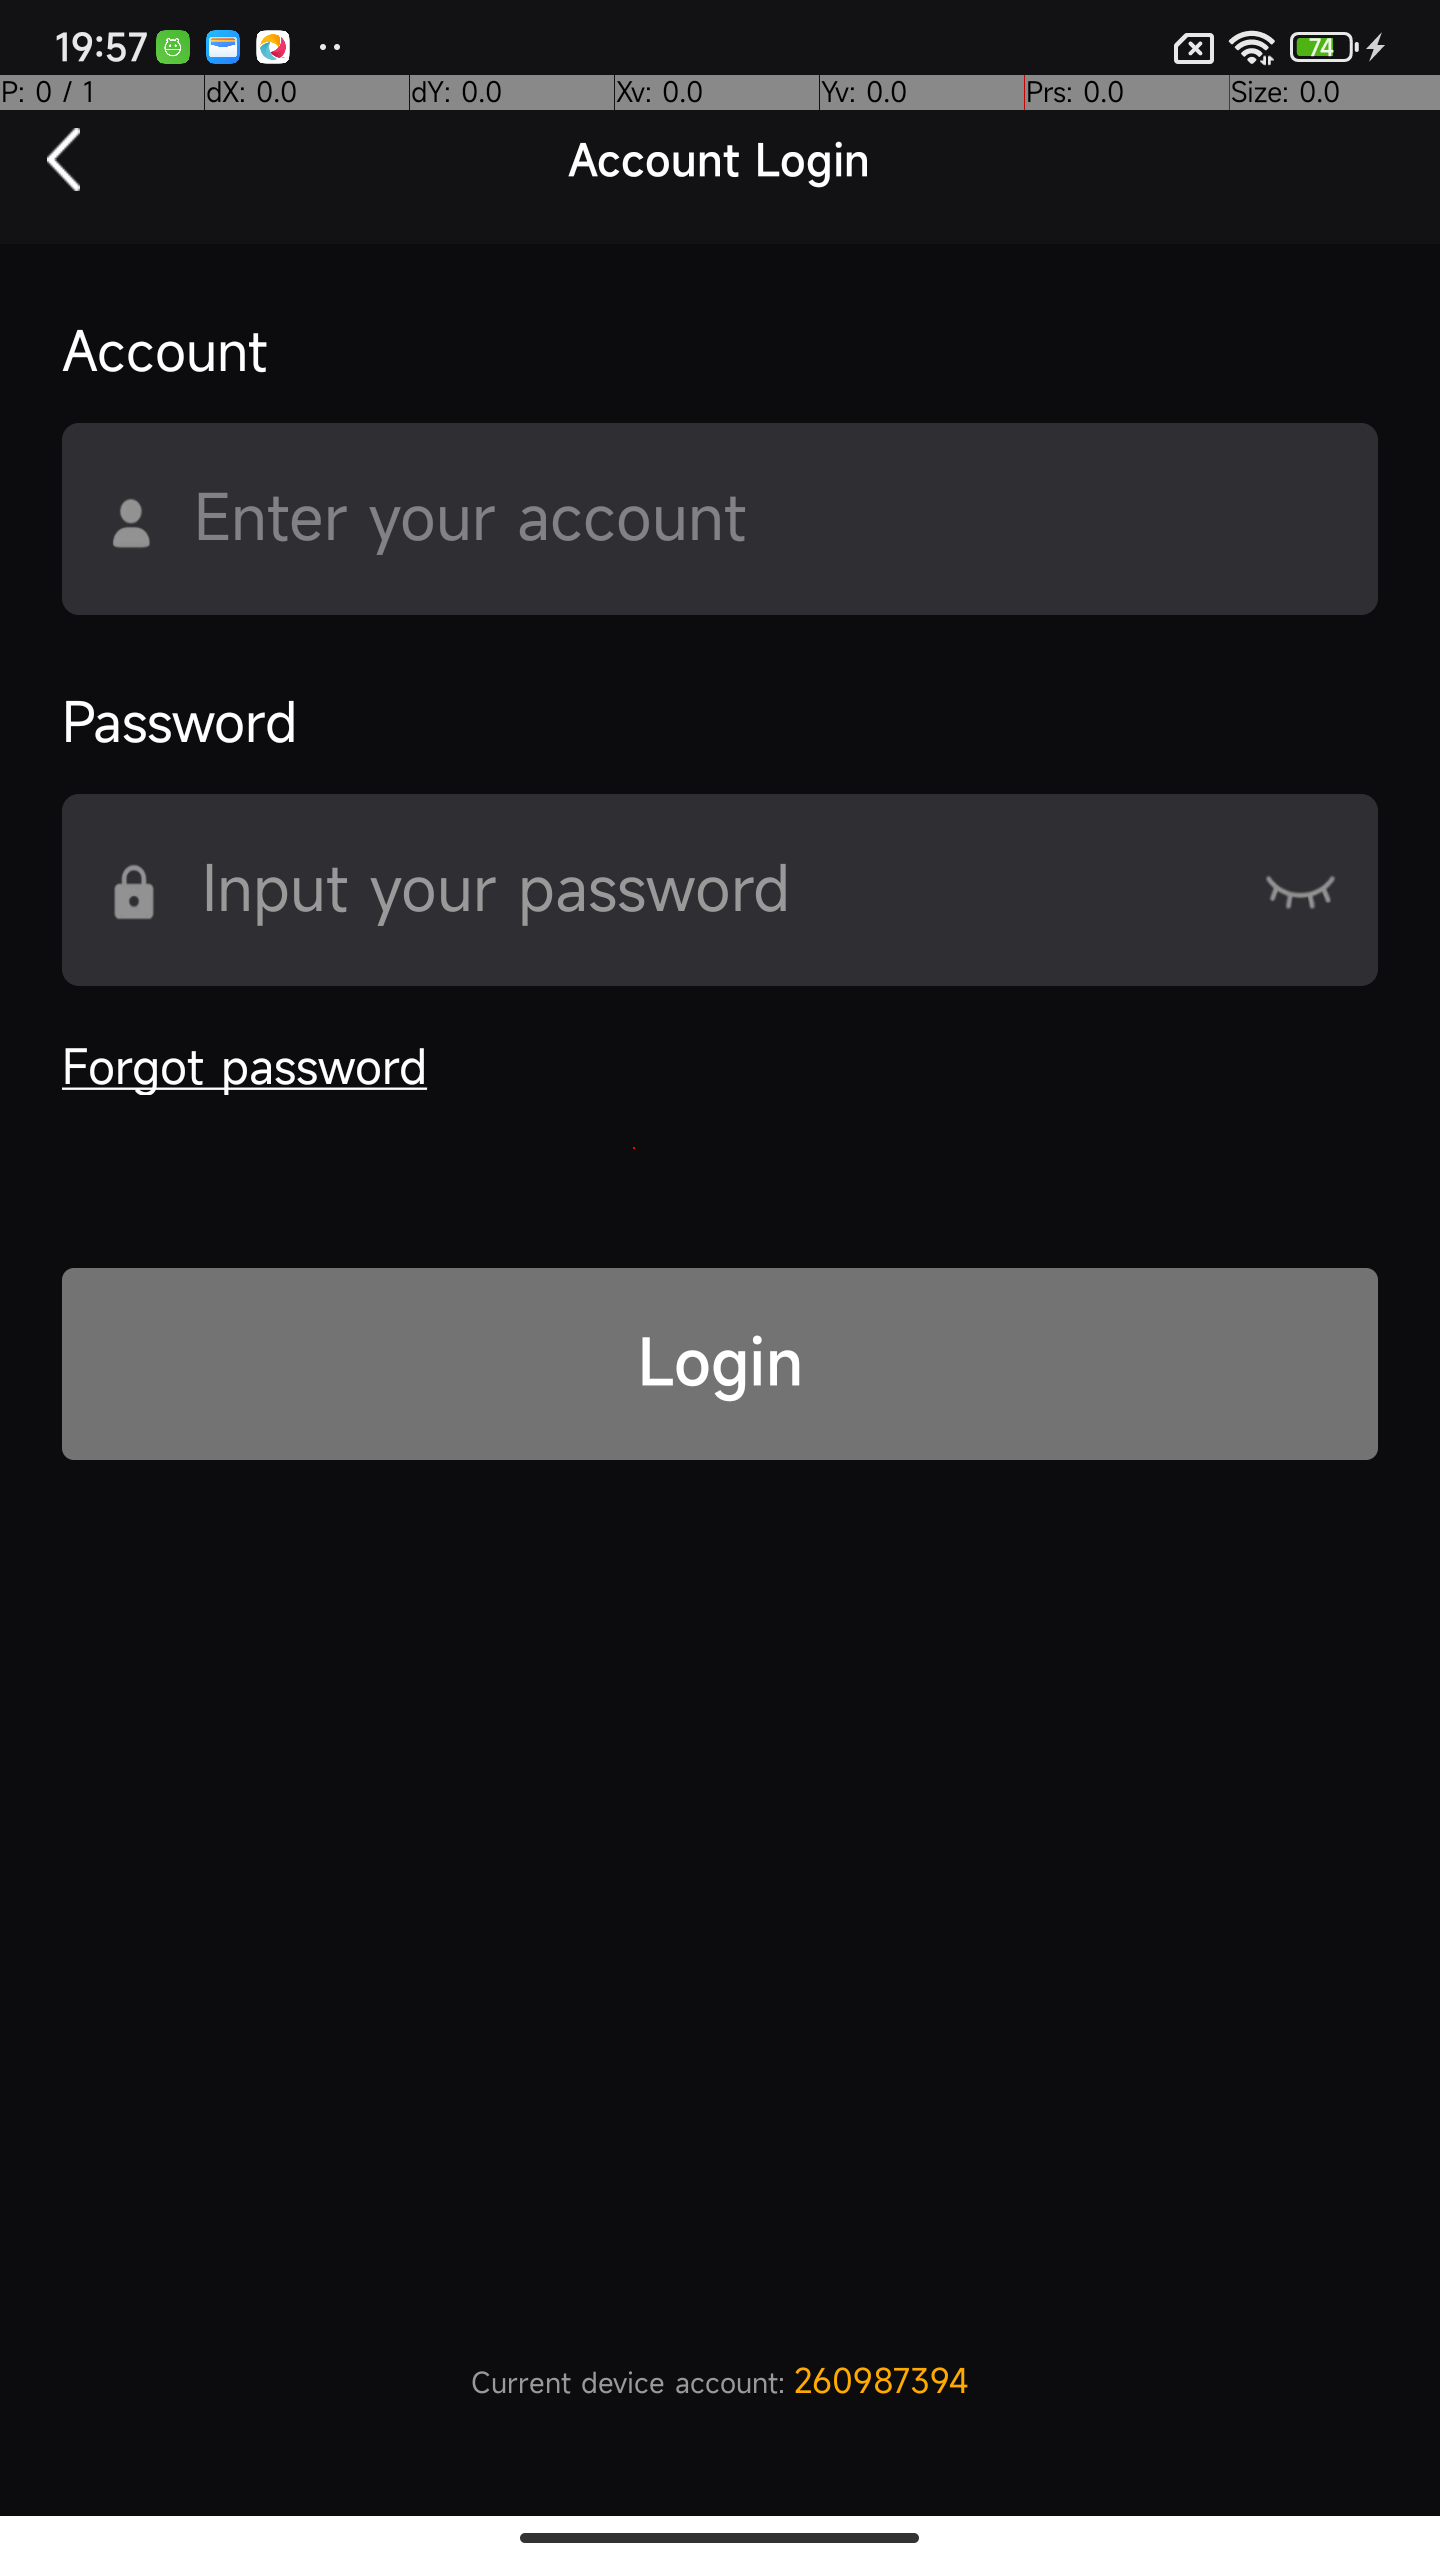 19:57
74
P: 0 / 1 dX: 0.0 dY: 0.0 Xv: 0.0 Yv: 0.0 Prs: 0.0 Size: 0.0
Account Login
Account
Enter your account
Password
Input your password
Forgot password
Login
Current device account: 260987394